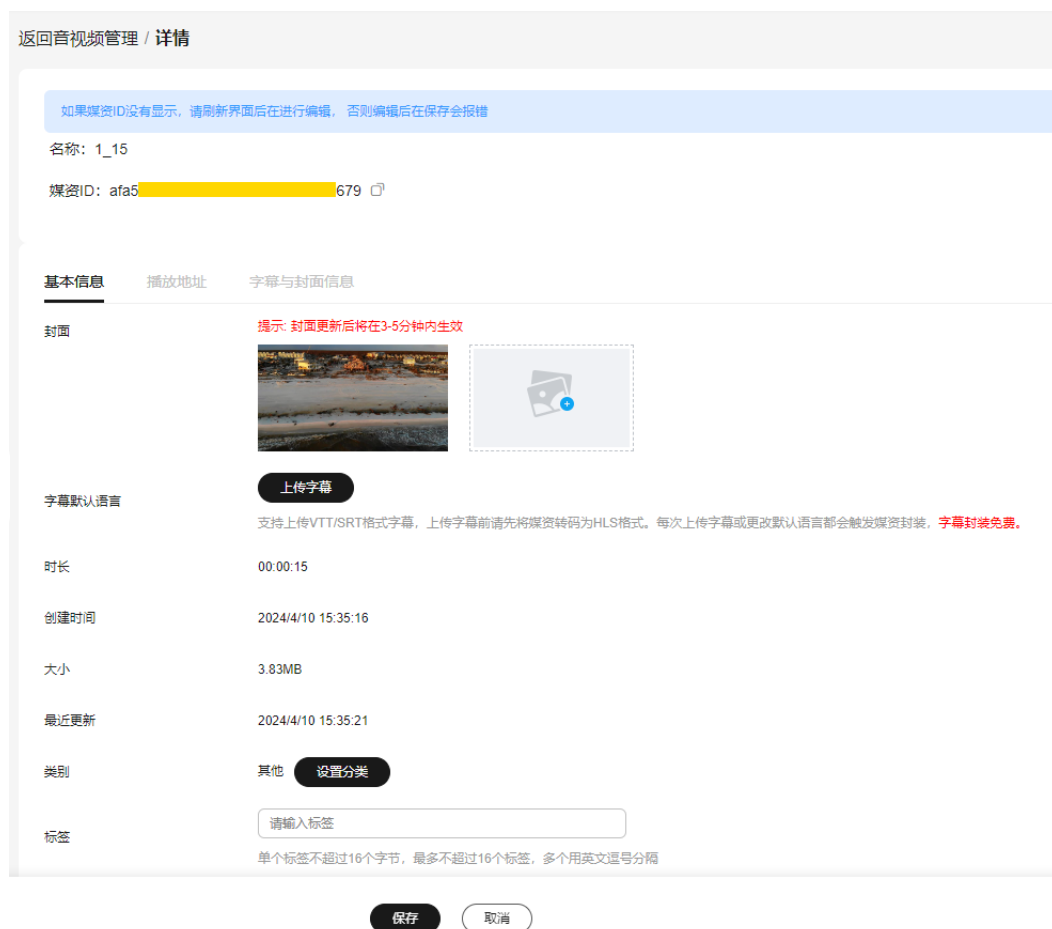 返回音视频管理 / 详情
如果媒资ID没有显示，请刷新界面后在进行编辑， 否则编辑后在保存会报错
名称：1_15
媒资ID：afa5 679
基本信息 播放地址 字幕与封面信息
封面 提示: 封面更新后将在3-5分钟内生效
字幕默认语言 上传字幕
支持上传VTT/SRT格式字幕，上传字幕前请先将媒资转码为HLS格式。每次上传字幕或更改默认语言都会触发媒资封装，字幕封装免费。
时长 00:00:15
创建时间 2024/4/10 15:35:16
大小 3.83MB
最近更新 2024/4/10 15:35:21
类别 其他 设置分类
标签 请输入标签
单个标签不超过16个字节，最多不超过16个标签，多个用英文逗号分隔
保存 取消